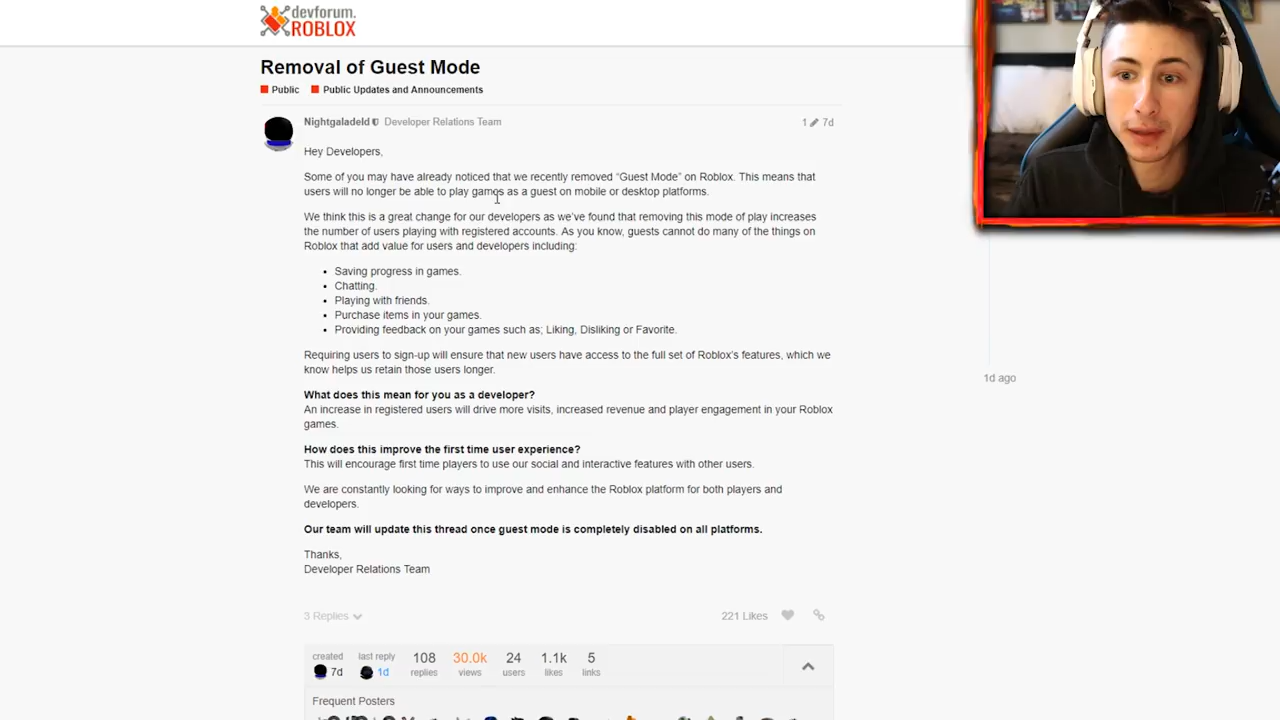 devforum.
ROBLOX
Removal of Guest Mode
Public Public Updates and Announcements
Nightgaladeld Developer Relations Team 1 7d
Hey Developers,
Some of you may have already noticed that we recently removed “Guest Mode” on Roblox. This means that
users will no longer be able to play games as a guest on mobile or desktop platforms.
We think this is a great change for our developers as we’ve found that removing this mode of play increases
the number of users playing with registered accounts. As you know, guests cannot do many of the things on
Roblox that add value for users and developers including:
• Saving progress in games.
• Chatting.
• Playing with friends.
• Purchase items in your games.
• Providing feedback on your games such as; Liking, Disliking or Favorite.
Requiring users to sign-up will ensure that new users have access to the full set of Roblox’s features, which we
know helps us retain those users longer.
What does this mean for you as a developer?
An increase in registered users will drive more visits, increased revenue and player engagement in your Roblox
games.
How does this improve the first time user experience?
This will encourage first time players to use our social and interactive features with other users.
We are constantly looking for ways to improve and enhance the Roblox platform for both players and
developers.
Our team will update this thread once guest mode is completely disabled on all platforms.
Thanks,
Developer Relations Team
3 Replies 221 Likes
created last reply 108 30.0k 24 1.1k 5
7d 1d replies views users likes links
Frequent Posters
1d ago